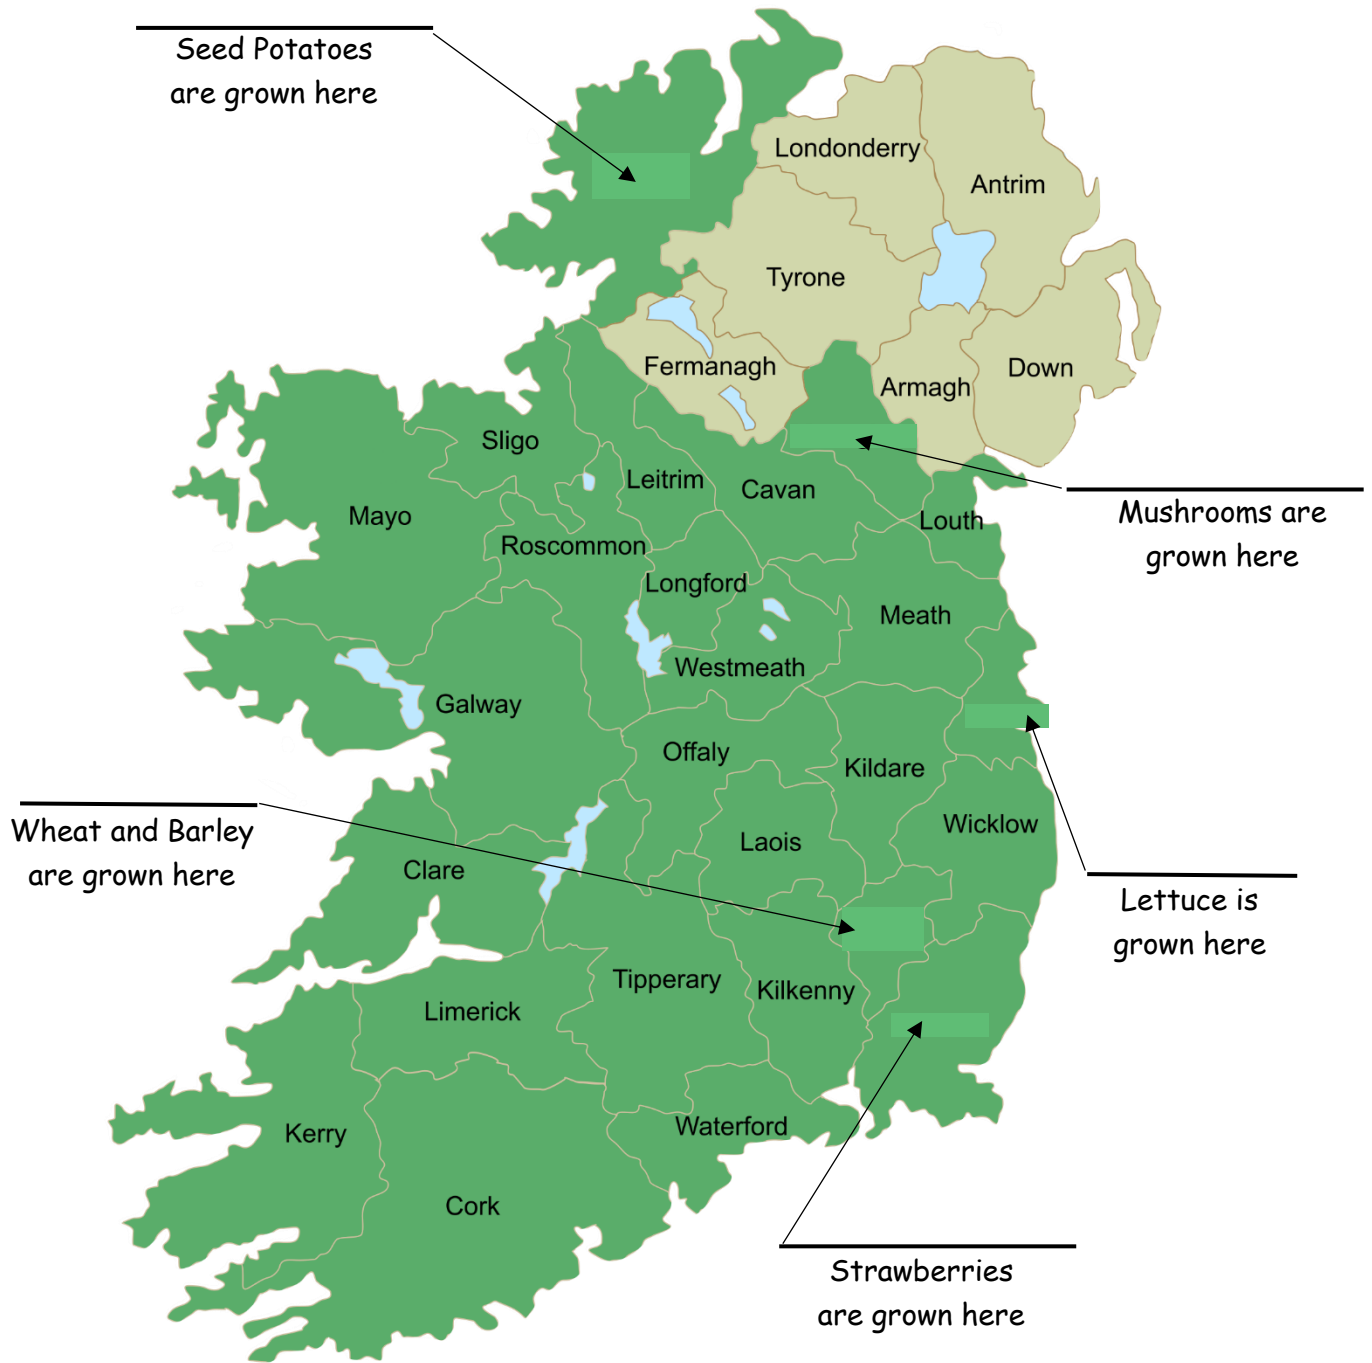 Seed Potatoes
are grown here
Londonderry
Antrim
Tyrone
Fermanagh
Armagh
Down
Sligo
Leitrim
Cavan
Mayo
Louth
Mushrooms are
grown here
Roscommon
Longford
Meath
Westmeath
Galway
Offaly
Kildare
Wheat and Barley
are grown here
Wicklow
Laois
Clare
Lettuce is
grown here
Tipperary
Kilkenny
Limerick
Waterford
Kerry
Cork
Strawberries
are grown here